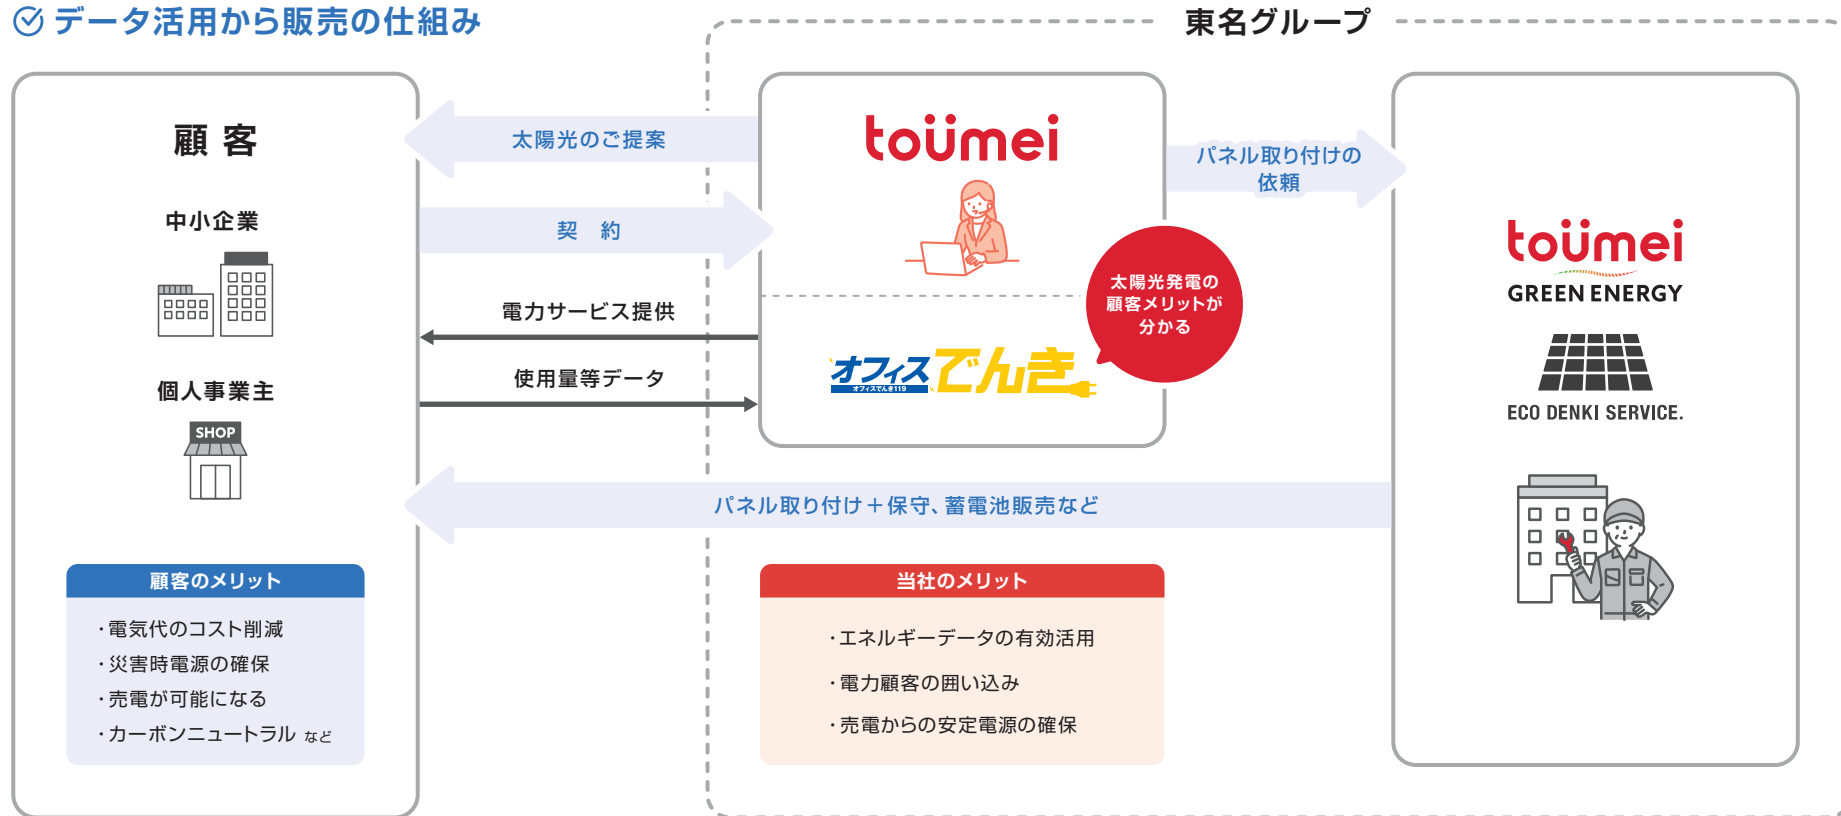 データ活用から販売の仕組み
東名グループ
顧客
中小企業
個人事業主
SHOP
顧客のメリット
・電気代のコスト削減
・災害時電源の確保
・売電が可能になる
・カーボンニュートラル など
太陽光のご提案
契 約
電力サービス提供
使用量等データ
toümei
太陽光発電の
顧客メリットが
分かる
オフィスでんき
オフィスでんき119
パネル取り付けの
依頼
toümei
GREEN ENERGY
ECO DENKI SERVICE.
パネル取り付け＋保守、蓄電池販売など
当社のメリット
・エネルギーデータの有効活用
・電力顧客の囲い込み
・売電からの安定電源の確保